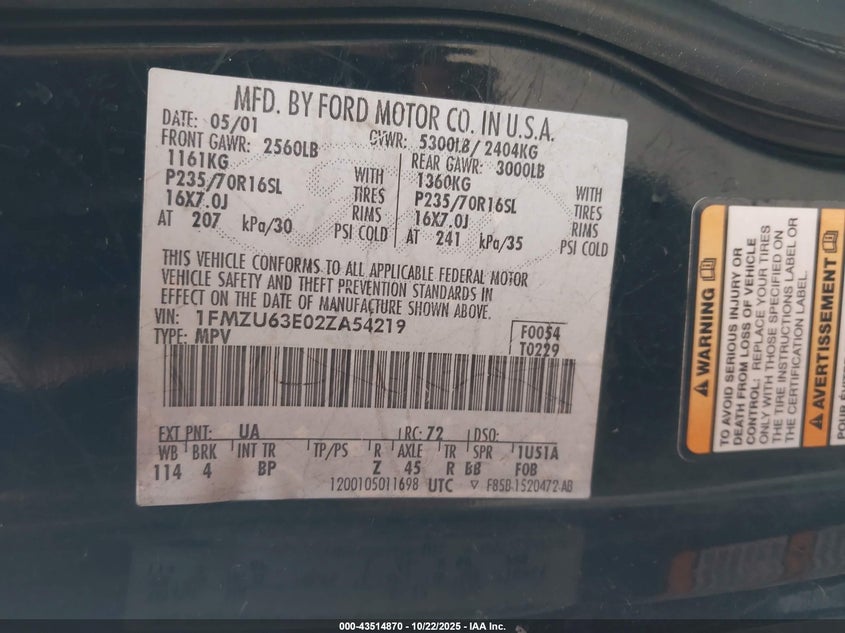 MFD. BY FORD MOTOR CO. IN U.S.A.
DATE: 05/01 GVWR: 5300LB / 2404KG
FRONT GAWR: 2560LB REAR GAWR: 3000LB
1161KG WITH 1360KG WITH
P235/70R16SL TIRES P235/70R16SL TIRES
16X7.0J RIMS 16X7.0J RIMS
AT 207 kPa/30 PSI COLD AT 241 kPa/35 PSI COLD
THIS VEHICLE CONFORMS TO ALL APPLICABLE FEDERAL MOTOR
VEHICLE SAFETY AND THEFT PREVENTION STANDARDS IN
EFFECT ON THE DATE OF MANUFACTURE SHOWN ABOVE.
VIN: 1FMZU63E02ZA54219 F0054
TYPE: MPV T0229
EXT PNT: UA RC: 72 DSO:
WB BRK INT TR TP/PS R AXLE TR SPR 1U51A
114 4 BP Z 45 R BB F0B
1200105011698 UTC ▽ F85B-1520472-AB
WARNING
TO AVOID SERIOUS INJURY OR
DEATH FROM LOSS OF VEHICLE
CONTROL: REPLACE YOUR TIRES
ONLY WITH THOSE SPECIFIED ON
THE TIRE INSTRUCTIONS LABEL OR
THE CERTIFICATION LABEL.
AVERTISSEMENT
000-43514870 - 10/22/2025 - IAA Inc.